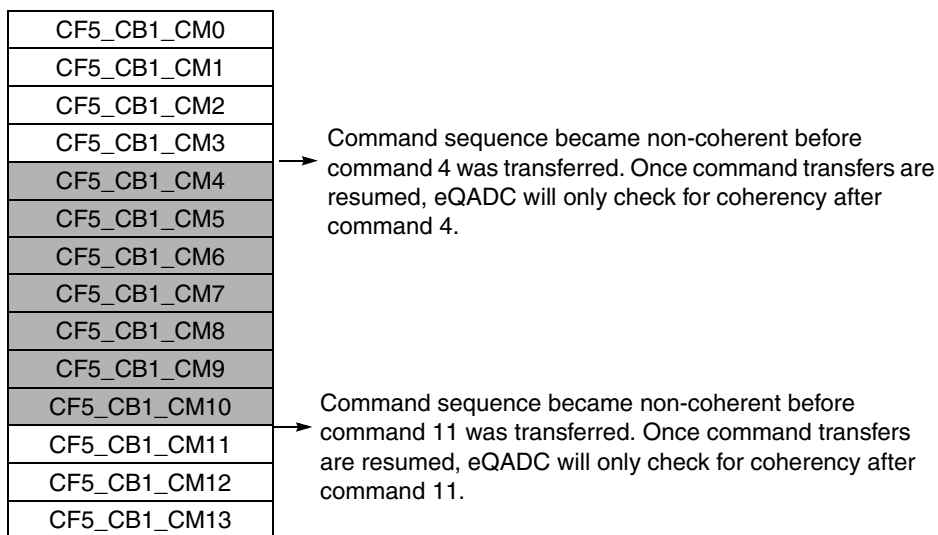 CF5_CB1_CM0
CF5_CB1_CM1
CF5_CB1_CM2
CF5_CB1_CM3
CF5_CB1_CM4
CF5_CB1_CM5
CF5_CB1_CM6
CF5_CB1_CM7
CF5_CB1_CM8
CF5_CB1_CM9
CF5_CB1_CM10
CF5_CB1_CM11
CF5_CB1_CM12
CF5_CB1_CM13
Command sequence became non-coherent before
command 4 was transferred. Once command transfers are
resumed, eQADC will only check for coherency after
command 4.
Command sequence became non-coherent before
command 11 was transferred. Once command transfers
are resumed, eQADC will only check for coherency after
command 11.